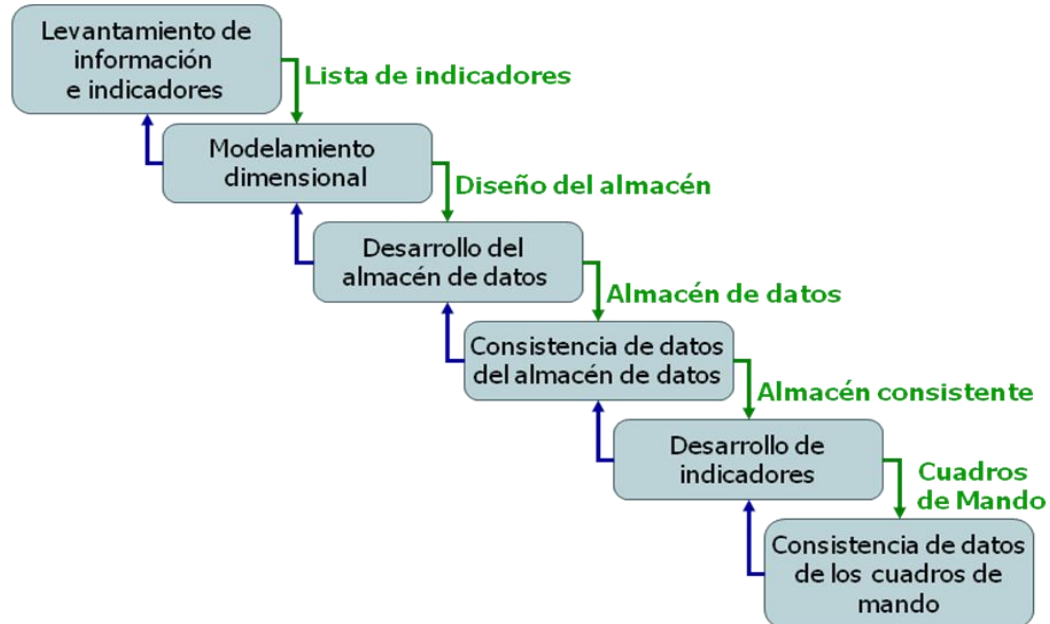 Levantamiento de
información
e indicadores
Lista de indicadores
Modelamiento
dimensional
Diseño del almacén
Desarrollo del
almacén de datos
Almacén de datos
Consistencia de datos
del almacén de datos
Almacén consistente
Desarrollo de
indicadores
Cuadros
de Mando
Consistencia de datos
de los cuadros de
mando